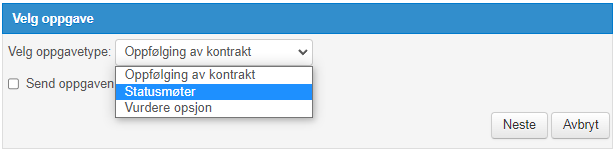 Velg oppgave
Velg oppgavetype: Oppfølging av kontrakt
Oppfølging av kontrakt
Send oppgaven
Statusmøter
Vurdere opsjon
Neste Avbryt